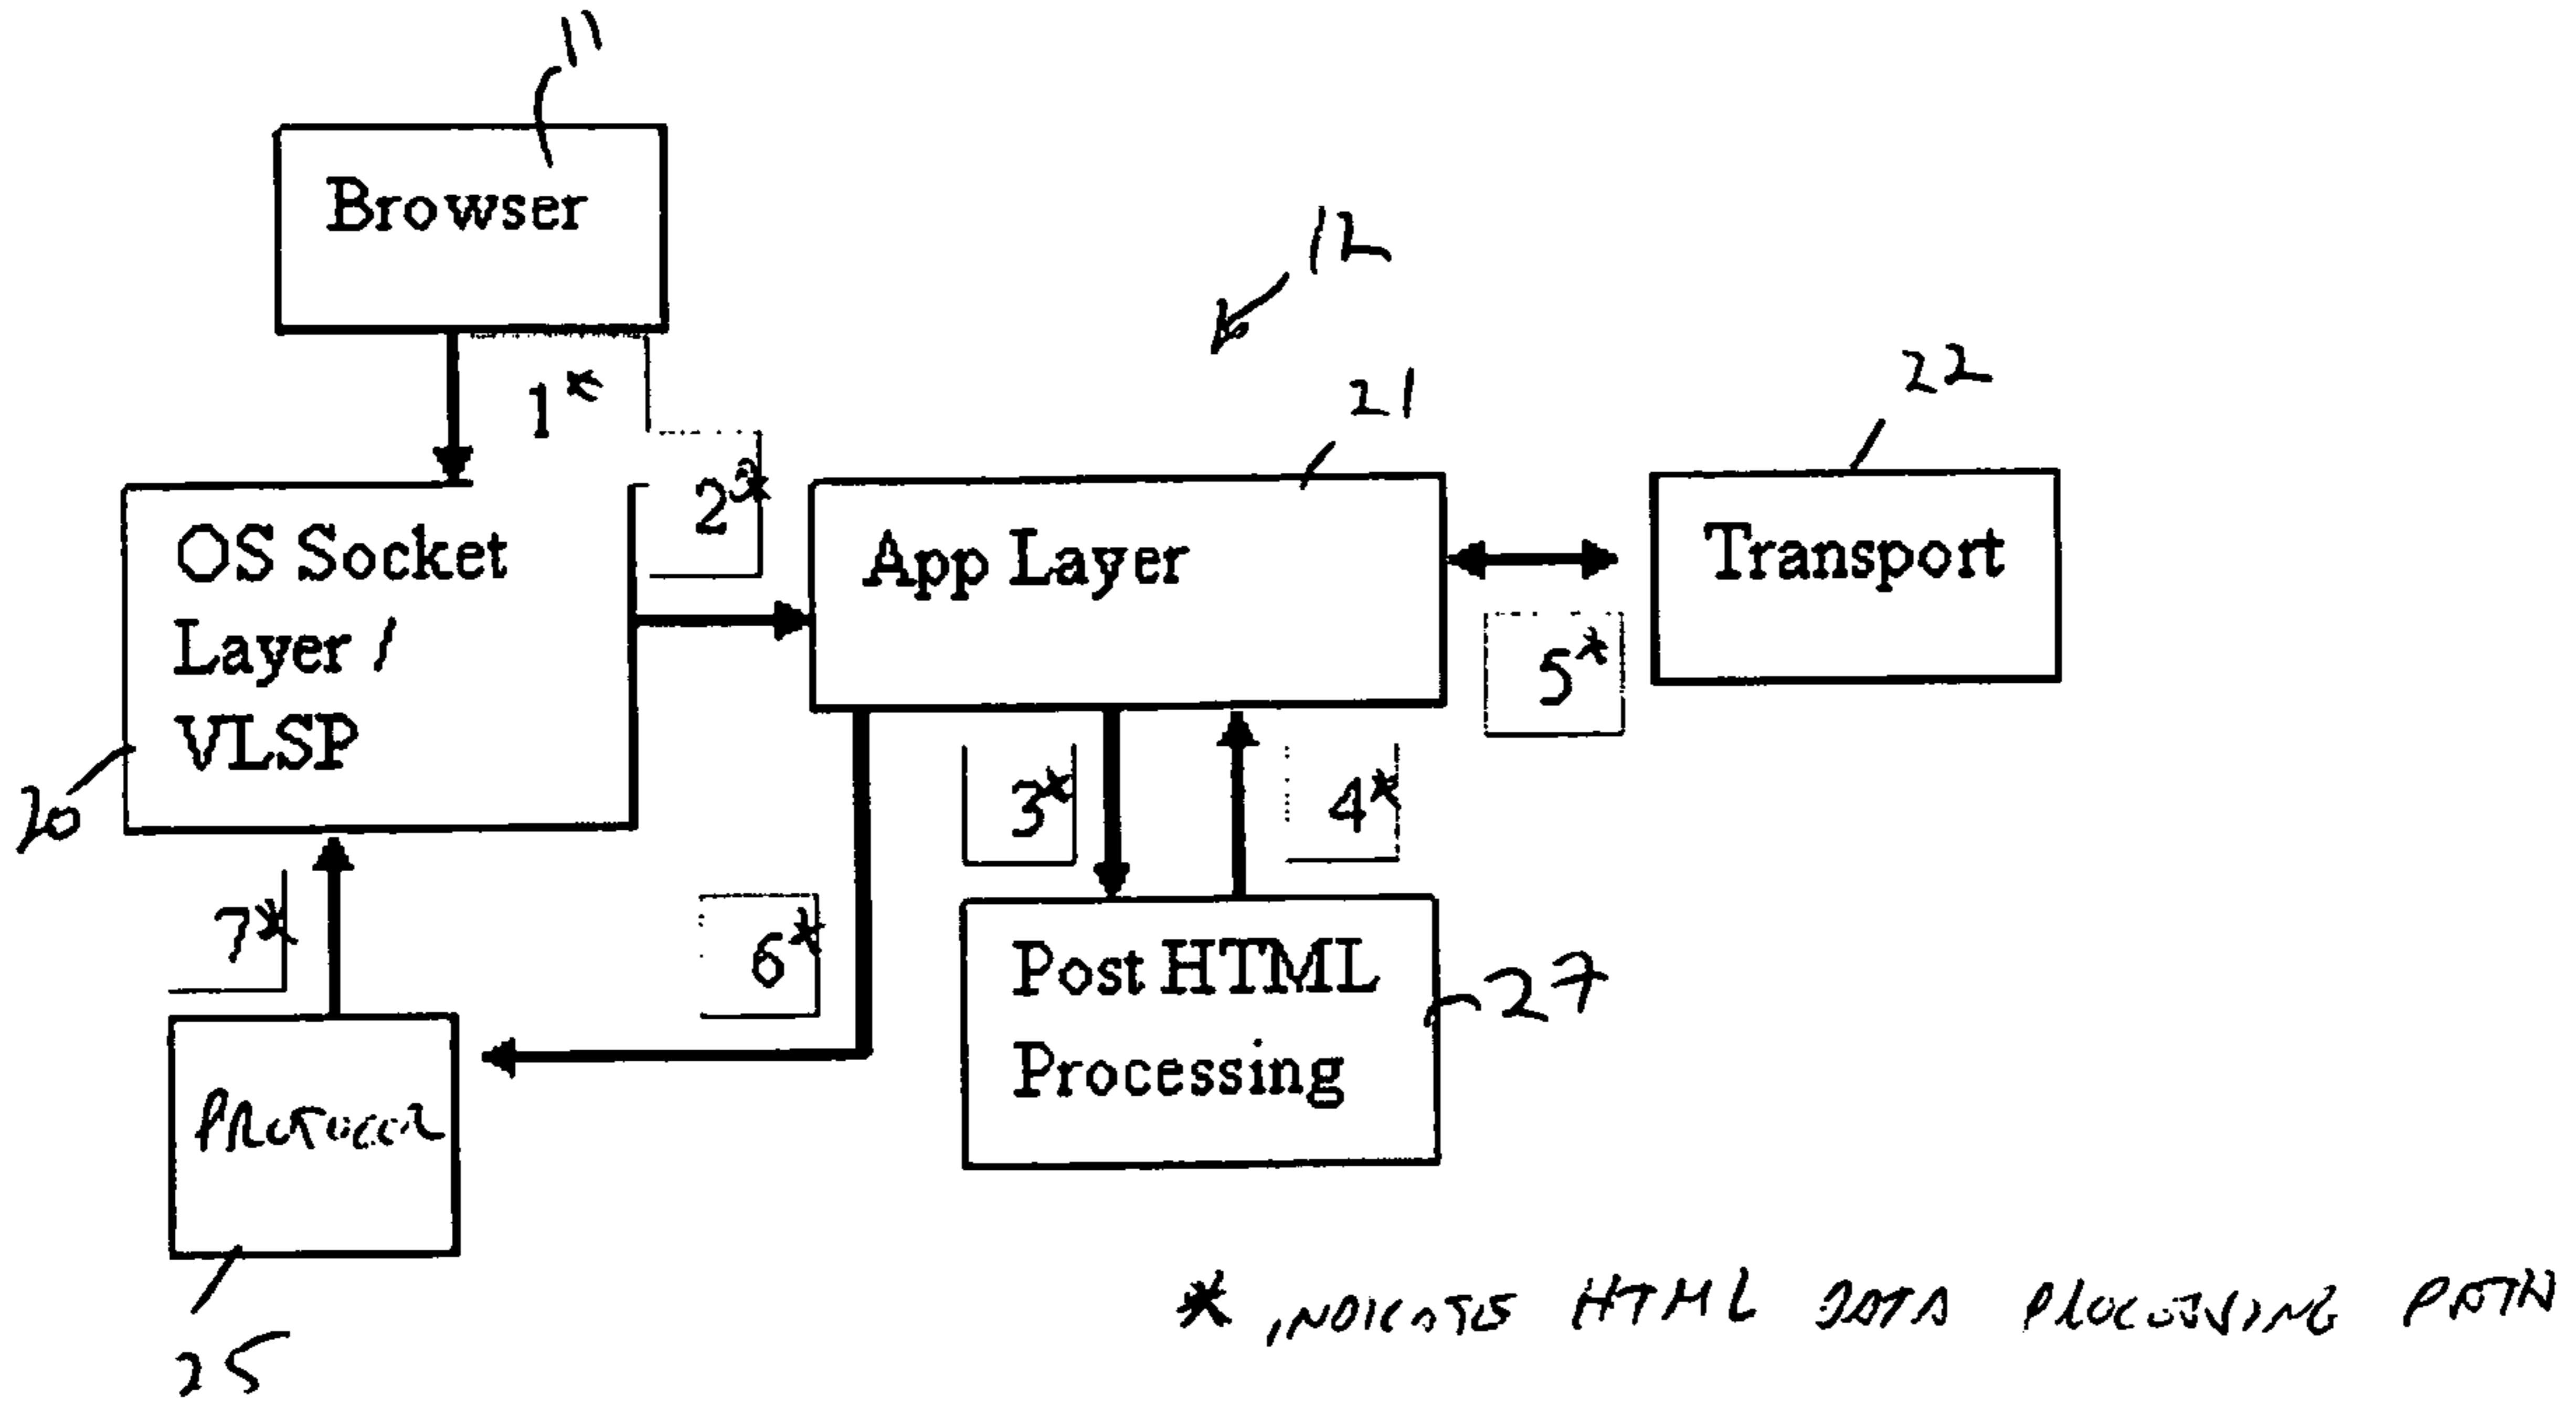 11
Browser
12
1*
21
22
2*
OS Socket
Layer /
VLSP
App Layer
Transport
5*
20
3*
4*
7*
6*
Post HTML
Processing
27
PROTOCOL
25
* INDICATES HTML DATA PROCESSING PATH